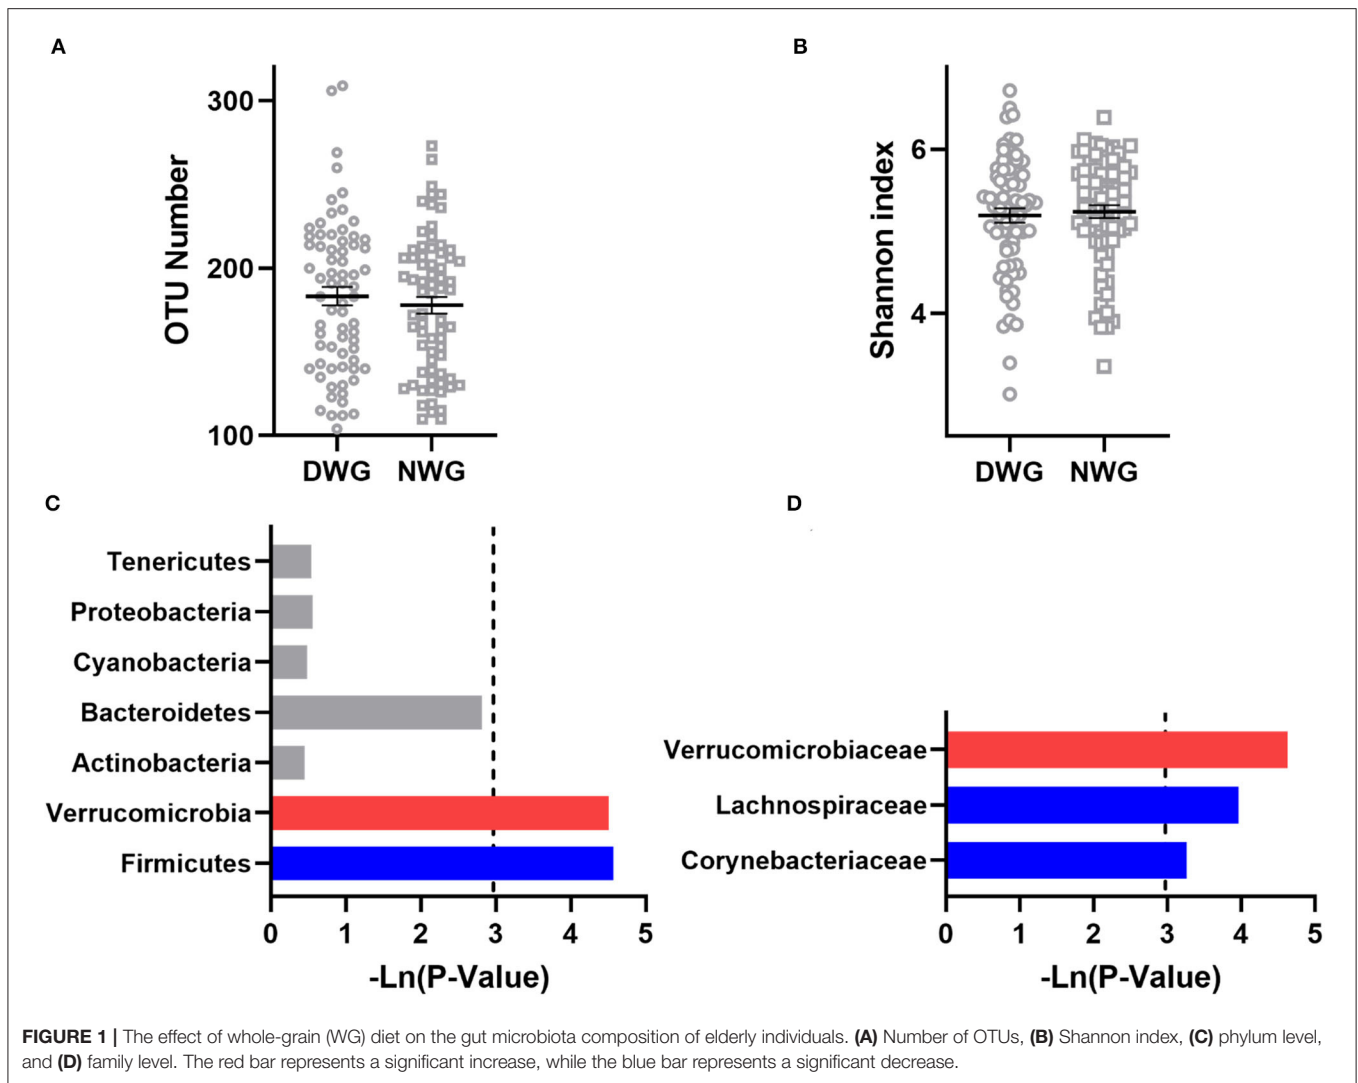 A
300
200
100
OTU Number
DWG NWG
B
6
4
Shannon index
DWG NWG
C
Tenericutes
Proteobacteria
Cyanobacteria
Bacteroidetes
Actinobacteria
Verrucomicrobia
Firmicutes
0 1 2 3 4 5
-Ln(P-Value)
D
Verrucomicrobiaceae
Lachnospiraceae
Corynebacteriaceae
0 1 2 3 4 5
-Ln(P-Value)
FIGURE 1 | The effect of whole-grain (WG) diet on the gut microbiota composition of elderly individuals. (A) Number of OTUs, (B) Shannon index, (C) phylum level,
and (D) family level. The red bar represents a significant increase, while the blue bar represents a significant decrease.